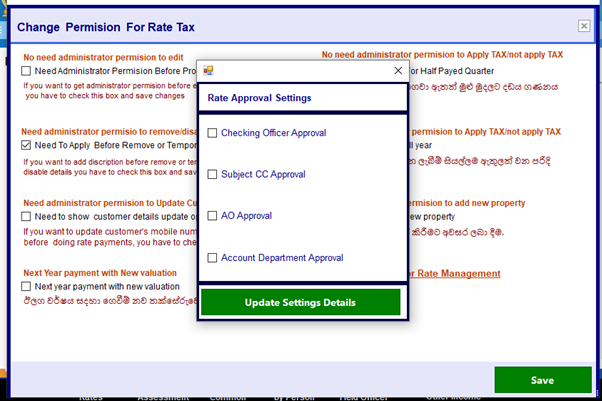 Change Permision For Rate Tax
No need administrator permision to edit
Need Administrator Permision Before Pro
If you want to get administrator permision before e
you have to check this box and save changes
Need administrator permisio to remove/disa
Need To Apply Before Remove or Tempor
If you want to add discription before remove or ten
disable details you have to check this box and save
Need administrator permision to Update Cu
Need to show customer details update op
If you want to update customer's mobile num
before doing rate payments, you have to che
Next Year payment with New valuation
Next year payment with new valuation
ඊලග වර්ෂය සඳහා ගෙවීම් නව තක්සේරුවේ
Rate Approval Settings
Checking Officer Approval
Subject CC Approval
AO Approval
Account Department Approval
Update Settings Details
No need administrator permision to Apply TAX/not apply TAX
or Half Payed Quarter
ගෙවා ඇතත් මුළු මුදලට දඩය ගණනය
permision to Apply TAX/not apply TAX
ll year
න ලැබීම් සියල්ලම ඇතුලත් වන පරිදි
ermision to add new property
ew property
කිරීමට අවසර ලබා දීම.
or Rate Management
Save
Rates
Assessment
Common
by Person
Field Officer
Other Income